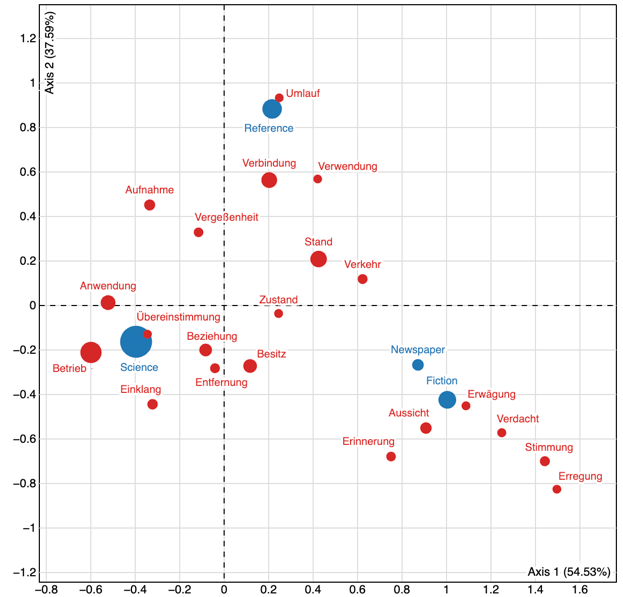 Axis 2 (37.59%)
1.2
1
0.8
0.6
0.4
0.2
0
−0.2
−0.4
−0.6
−0.8
−1
−1.2
Umlauf
Reference
Verbindung
Verwendung
Aufnahme
Vergeßenheit
Stand
Verkehr
Anwendung
Zustand
Übereinstimmung
Beziehung
Science
Besitz
Betrieb
Entfernung
Einklang
Newspaper
Fiction
Erwägung
Aussicht
Verdacht
Erinnerung
Stimmung
Erregung
Axis 1 (54.53%)
−0.8 −0.6 −0.4 −0.2 0 0.2 0.4 0.6 0.8 1 1.2 1.4 1.6